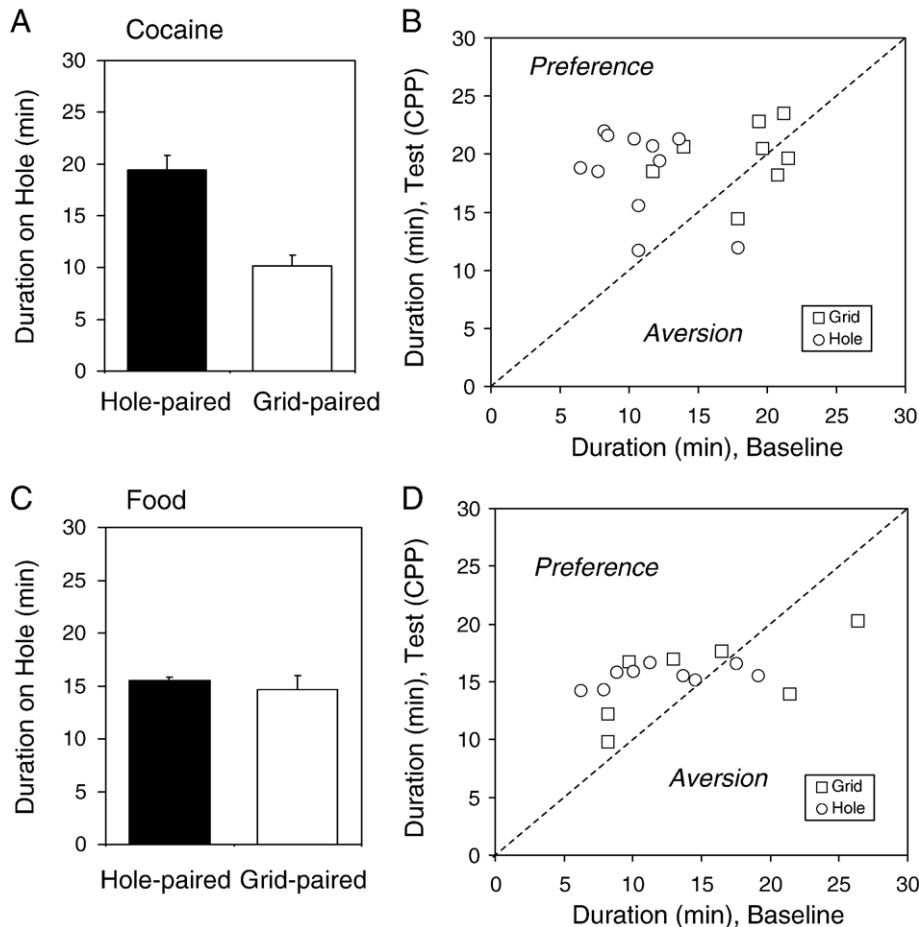 A
Cocaine
Duration on Hole (min)
30
25
20
15
10
5
0
Hole-paired Grid-paired
B
Duration (min), Test (CPP)
30
25
20
15
10
5
0
Preference
Aversion
Grid
Hole
0 5 10 15 20 25 30
Duration (min), Baseline
C
Food
Duration on Hole (min)
30
25
20
15
10
5
0
Hole-paired Grid-paired
D
Duration (min), Test (CPP)
30
25
20
15
10
5
0
Preference
Aversion
Grid
Hole
0 5 10 15 20 25 30
Duration (min), Baseline